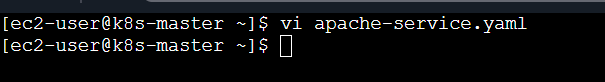 [ec2-user@k8s-master ~]$ vi apache-service.yaml
[ec2-user@k8s-master ~]$